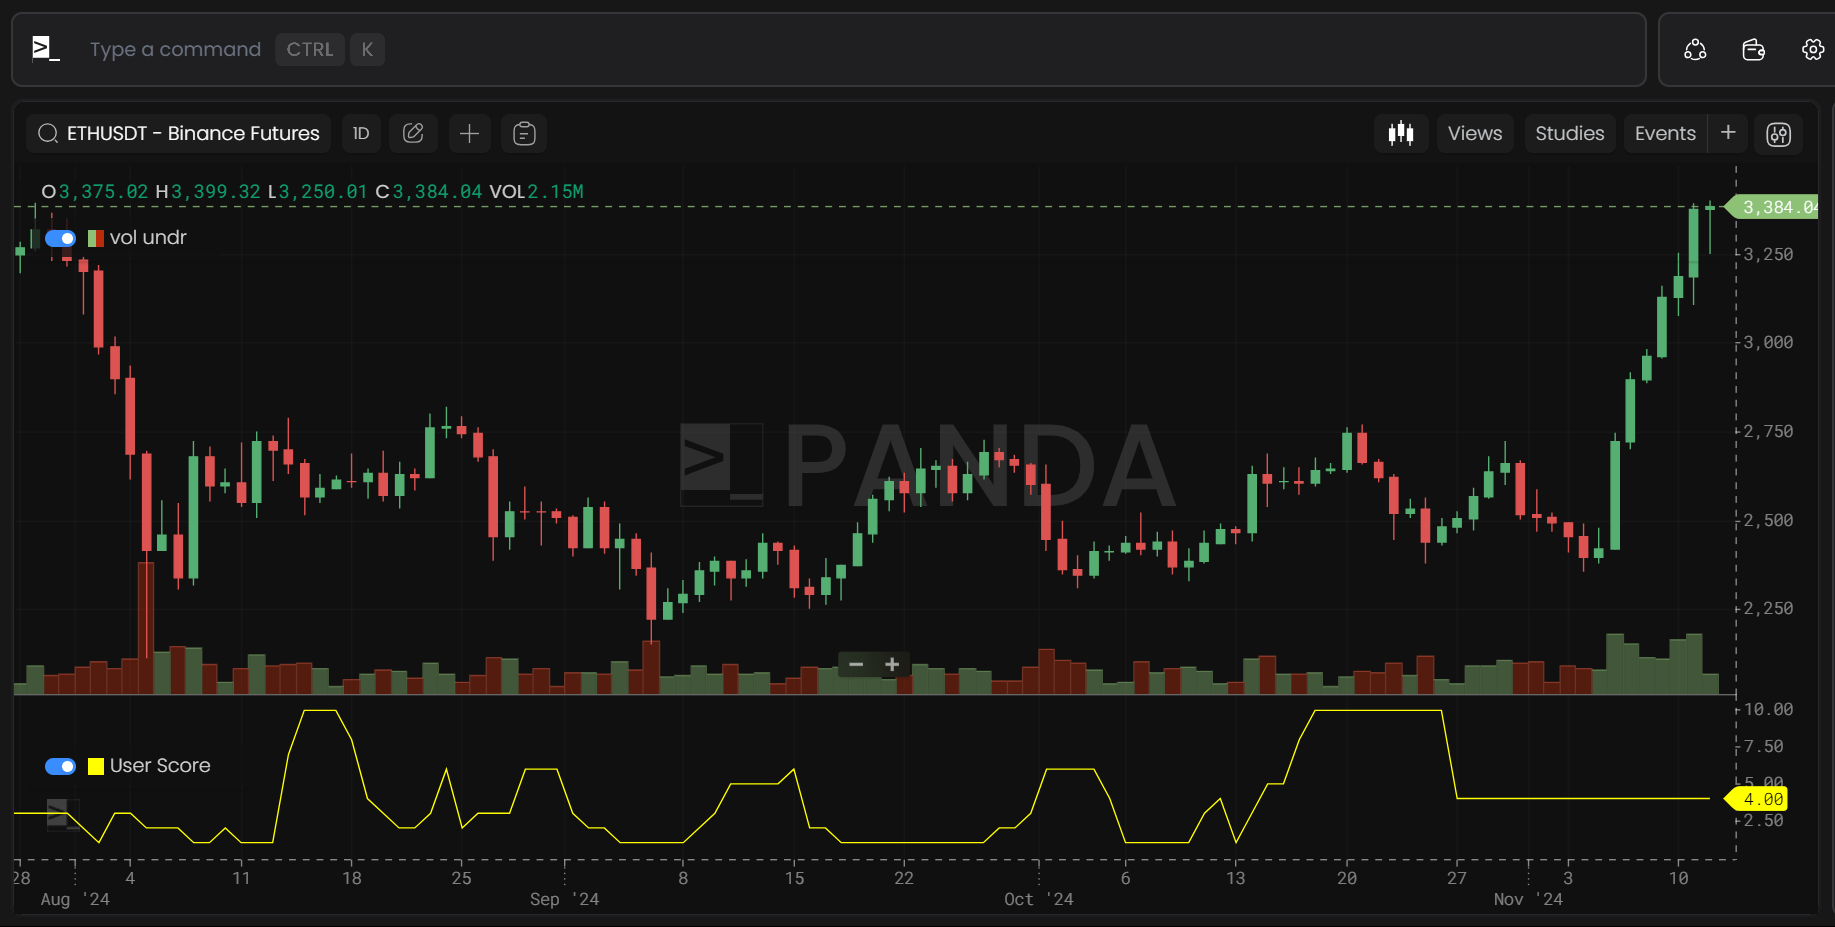 >_ Type a command CTRL K
ETHUSDT - Binance Futures 1D Views Studies Events +
O3,375.02 H3,399.32 L3,250.01 C3,384.04 VOL2.15M
3,384.04
vol undr
3,250
3,000
2,750
>_ PANDA
2,500
2,250
− +
10.00
7.50
User Score
5.00
4.00
2.50
28 4 11 18 25 8 15 22 6 13 20 27 3 10
Aug '24 Sep '24 Oct '24 Nov '24